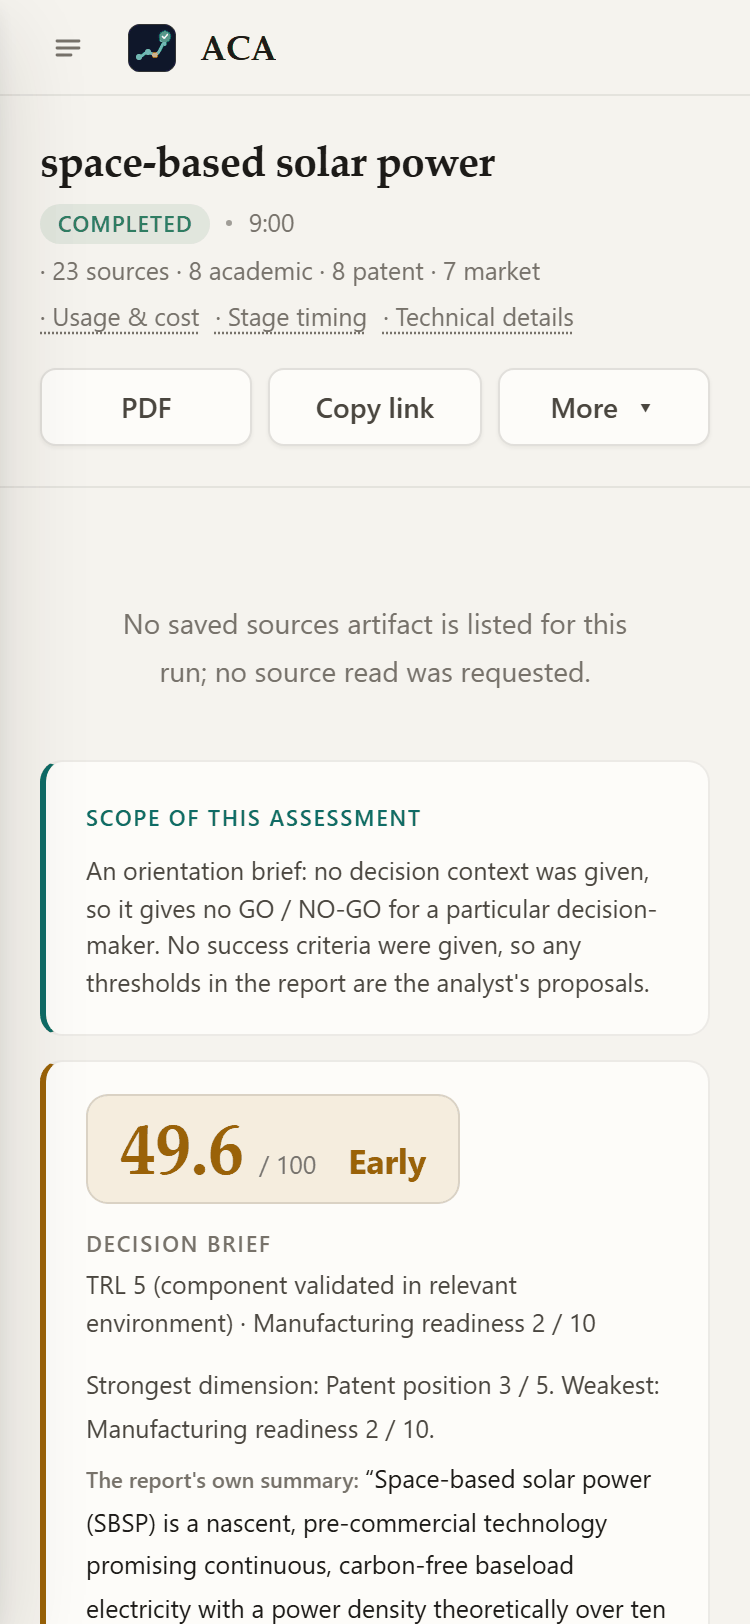 ACA
space-based solar power
COMPLETED • 9:00
· 23 sources · 8 academic · 8 patent · 7 market
· Usage & cost · Stage timing · Technical details
PDF Copy link More ▼
No saved sources artifact is listed for this
run; no source read was requested.
SCOPE OF THIS ASSESSMENT
An orientation brief: no decision context was given,
so it gives no GO / NO-GO for a particular decision-
maker. No success criteria were given, so any
thresholds in the report are the analyst's proposals.
49.6 / 100 Early
DECISION BRIEF
TRL 5 (component validated in relevant
environment) · Manufacturing readiness 2 / 10
Strongest dimension: Patent position 3 / 5. Weakest:
Manufacturing readiness 2 / 10.
The report's own summary: “Space-based solar power
(SBSP) is a nascent, pre-commercial technology
promising continuous, carbon-free baseload
electricity with a power density theoretically over ten